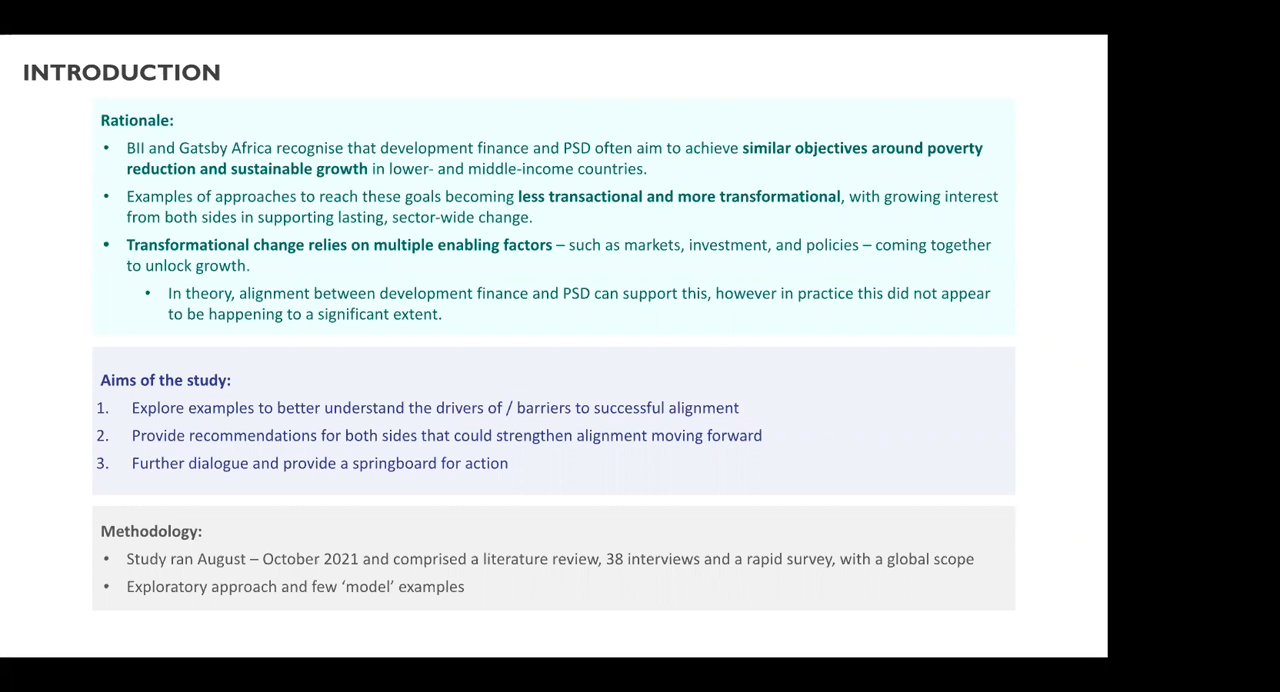 INTRODUCTION
Rationale:
• BII and Gatsby Africa recognise that development finance and PSD often aim to achieve similar objectives around poverty
reduction and sustainable growth in lower- and middle-income countries.
• Examples of approaches to reach these goals becoming less transactional and more transformational, with growing interest
from both sides in supporting lasting, sector-wide change.
• Transformational change relies on multiple enabling factors – such as markets, investment, and policies – coming together
to unlock growth.
• In theory, alignment between development finance and PSD can support this, however in practice this did not appear
to be happening to a significant extent.
Aims of the study:
1. Explore examples to better understand the drivers of / barriers to successful alignment
2. Provide recommendations for both sides that could strengthen alignment moving forward
3. Further dialogue and provide a springboard for action
Methodology:
• Study ran August – October 2021 and comprised a literature review, 38 interviews and a rapid survey, with a global scope
• Exploratory approach and few ‘model’ examples